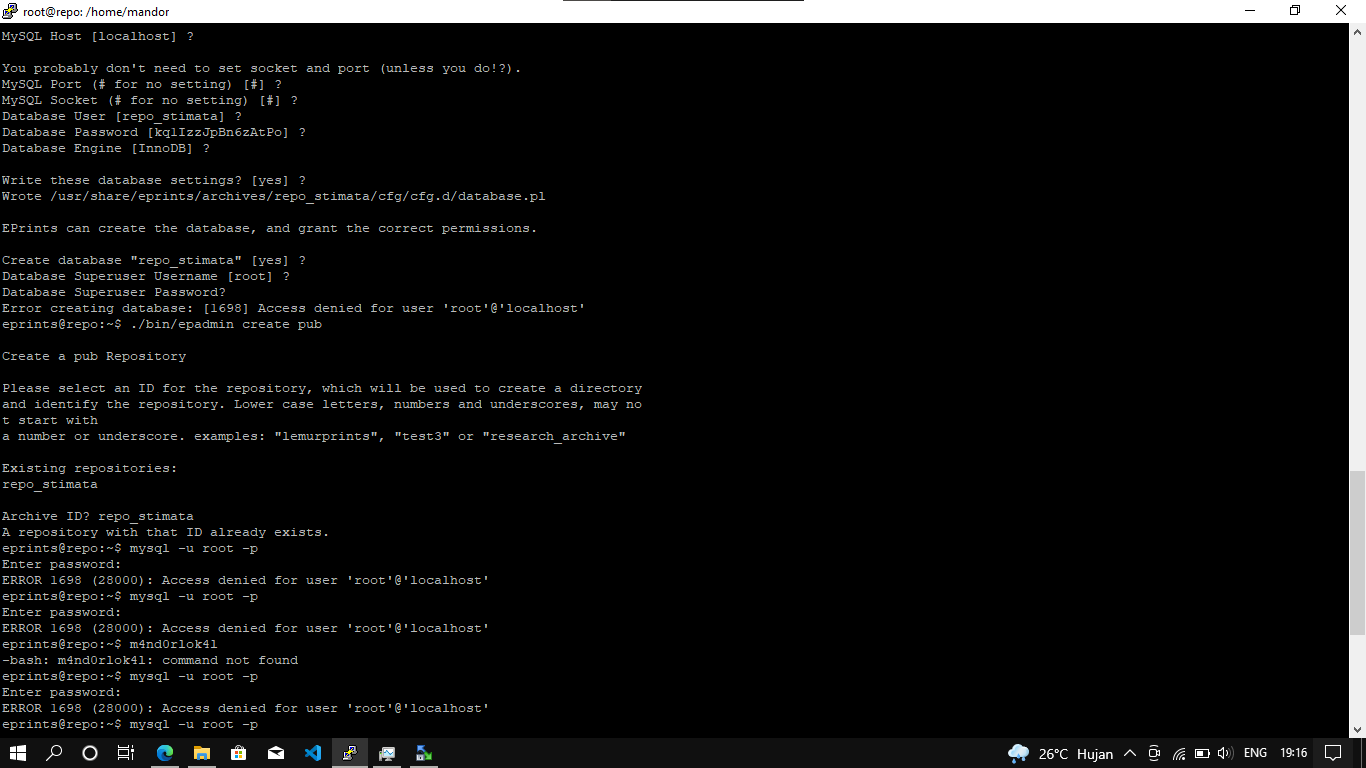 root@repo: /home/mandor
MySQL Host [localhost] ?
You probably don't need to set socket and port (unless you do!?).
MySQL Port (# for no setting) [#] ?
MySQL Socket (# for no setting) [#] ?
Database User [repo_stimata] ?
Database Password [kqlIzzJpBn6zAtPo] ?
Database Engine [InnoDB] ?
Write these database settings? [yes] ?
Wrote /usr/share/eprints/archives/repo_stimata/cfg/cfg.d/database.pl
EPrints can create the database, and grant the correct permissions.
Create database "repo_stimata" [yes] ?
Database Superuser Username [root] ?
Database Superuser Password?
Error creating database: [1698] Access denied for user 'root'@'localhost'
eprints@repo:~$ ./bin/epadmin create pub
Create a pub Repository
Please select an ID for the repository, which will be used to create a directory
and identify the repository. Lower case letters, numbers and underscores, may no
t start with
a number or underscore. examples: "lemurprints", "test3" or "research_archive"
Existing repositories:
repo_stimata
Archive ID? repo_stimata
A repository with that ID already exists.
eprints@repo:~$ mysql -u root -p
Enter password:
ERROR 1698 (28000): Access denied for user 'root'@'localhost'
eprints@repo:~$ mysql -u root -p
Enter password:
ERROR 1698 (28000): Access denied for user 'root'@'localhost'
eprints@repo:~$ m4nd0rlok4l
-bash: m4nd0rlok4l: command not found
eprints@repo:~$ mysql -u root -p
Enter password:
ERROR 1698 (28000): Access denied for user 'root'@'localhost'
eprints@repo:~$ mysql -u root -p
26°C Hujan ENG 19:16